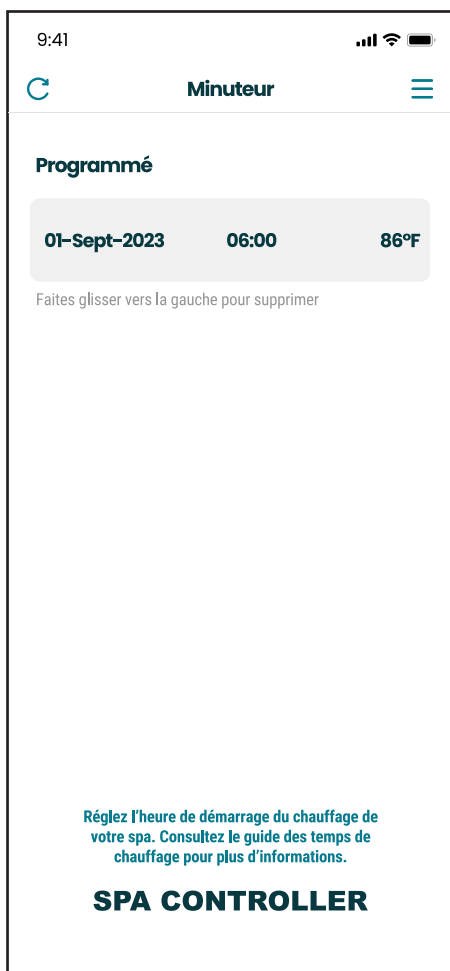 9:41
Minuteur
Programmé
01-Sept-2023 06:00 86°F
Faites glisser vers la gauche pour supprimer
Réglez l'heure de démarrage du chauffage de
votre spa. Consultez le guide des temps de
chauffage pour plus d'informations.
SPA CONTROLLER